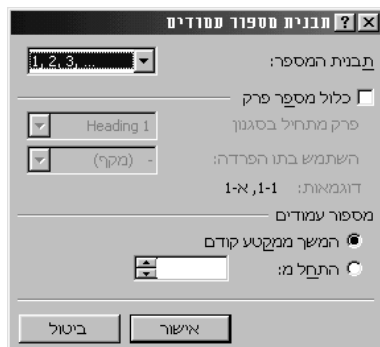 תבנית מספור עמודים
תבנית המספר: 1, 2, 3, ...
כלול מספר פרק
פרק מתחיל בסגנון Heading 1
השתמש בתו הפרדה: - (מקף)
דוגמאות: 1-1, א-1
מספור עמודים
המשך ממקטע קודם
התחל מ:
אישור ביטול